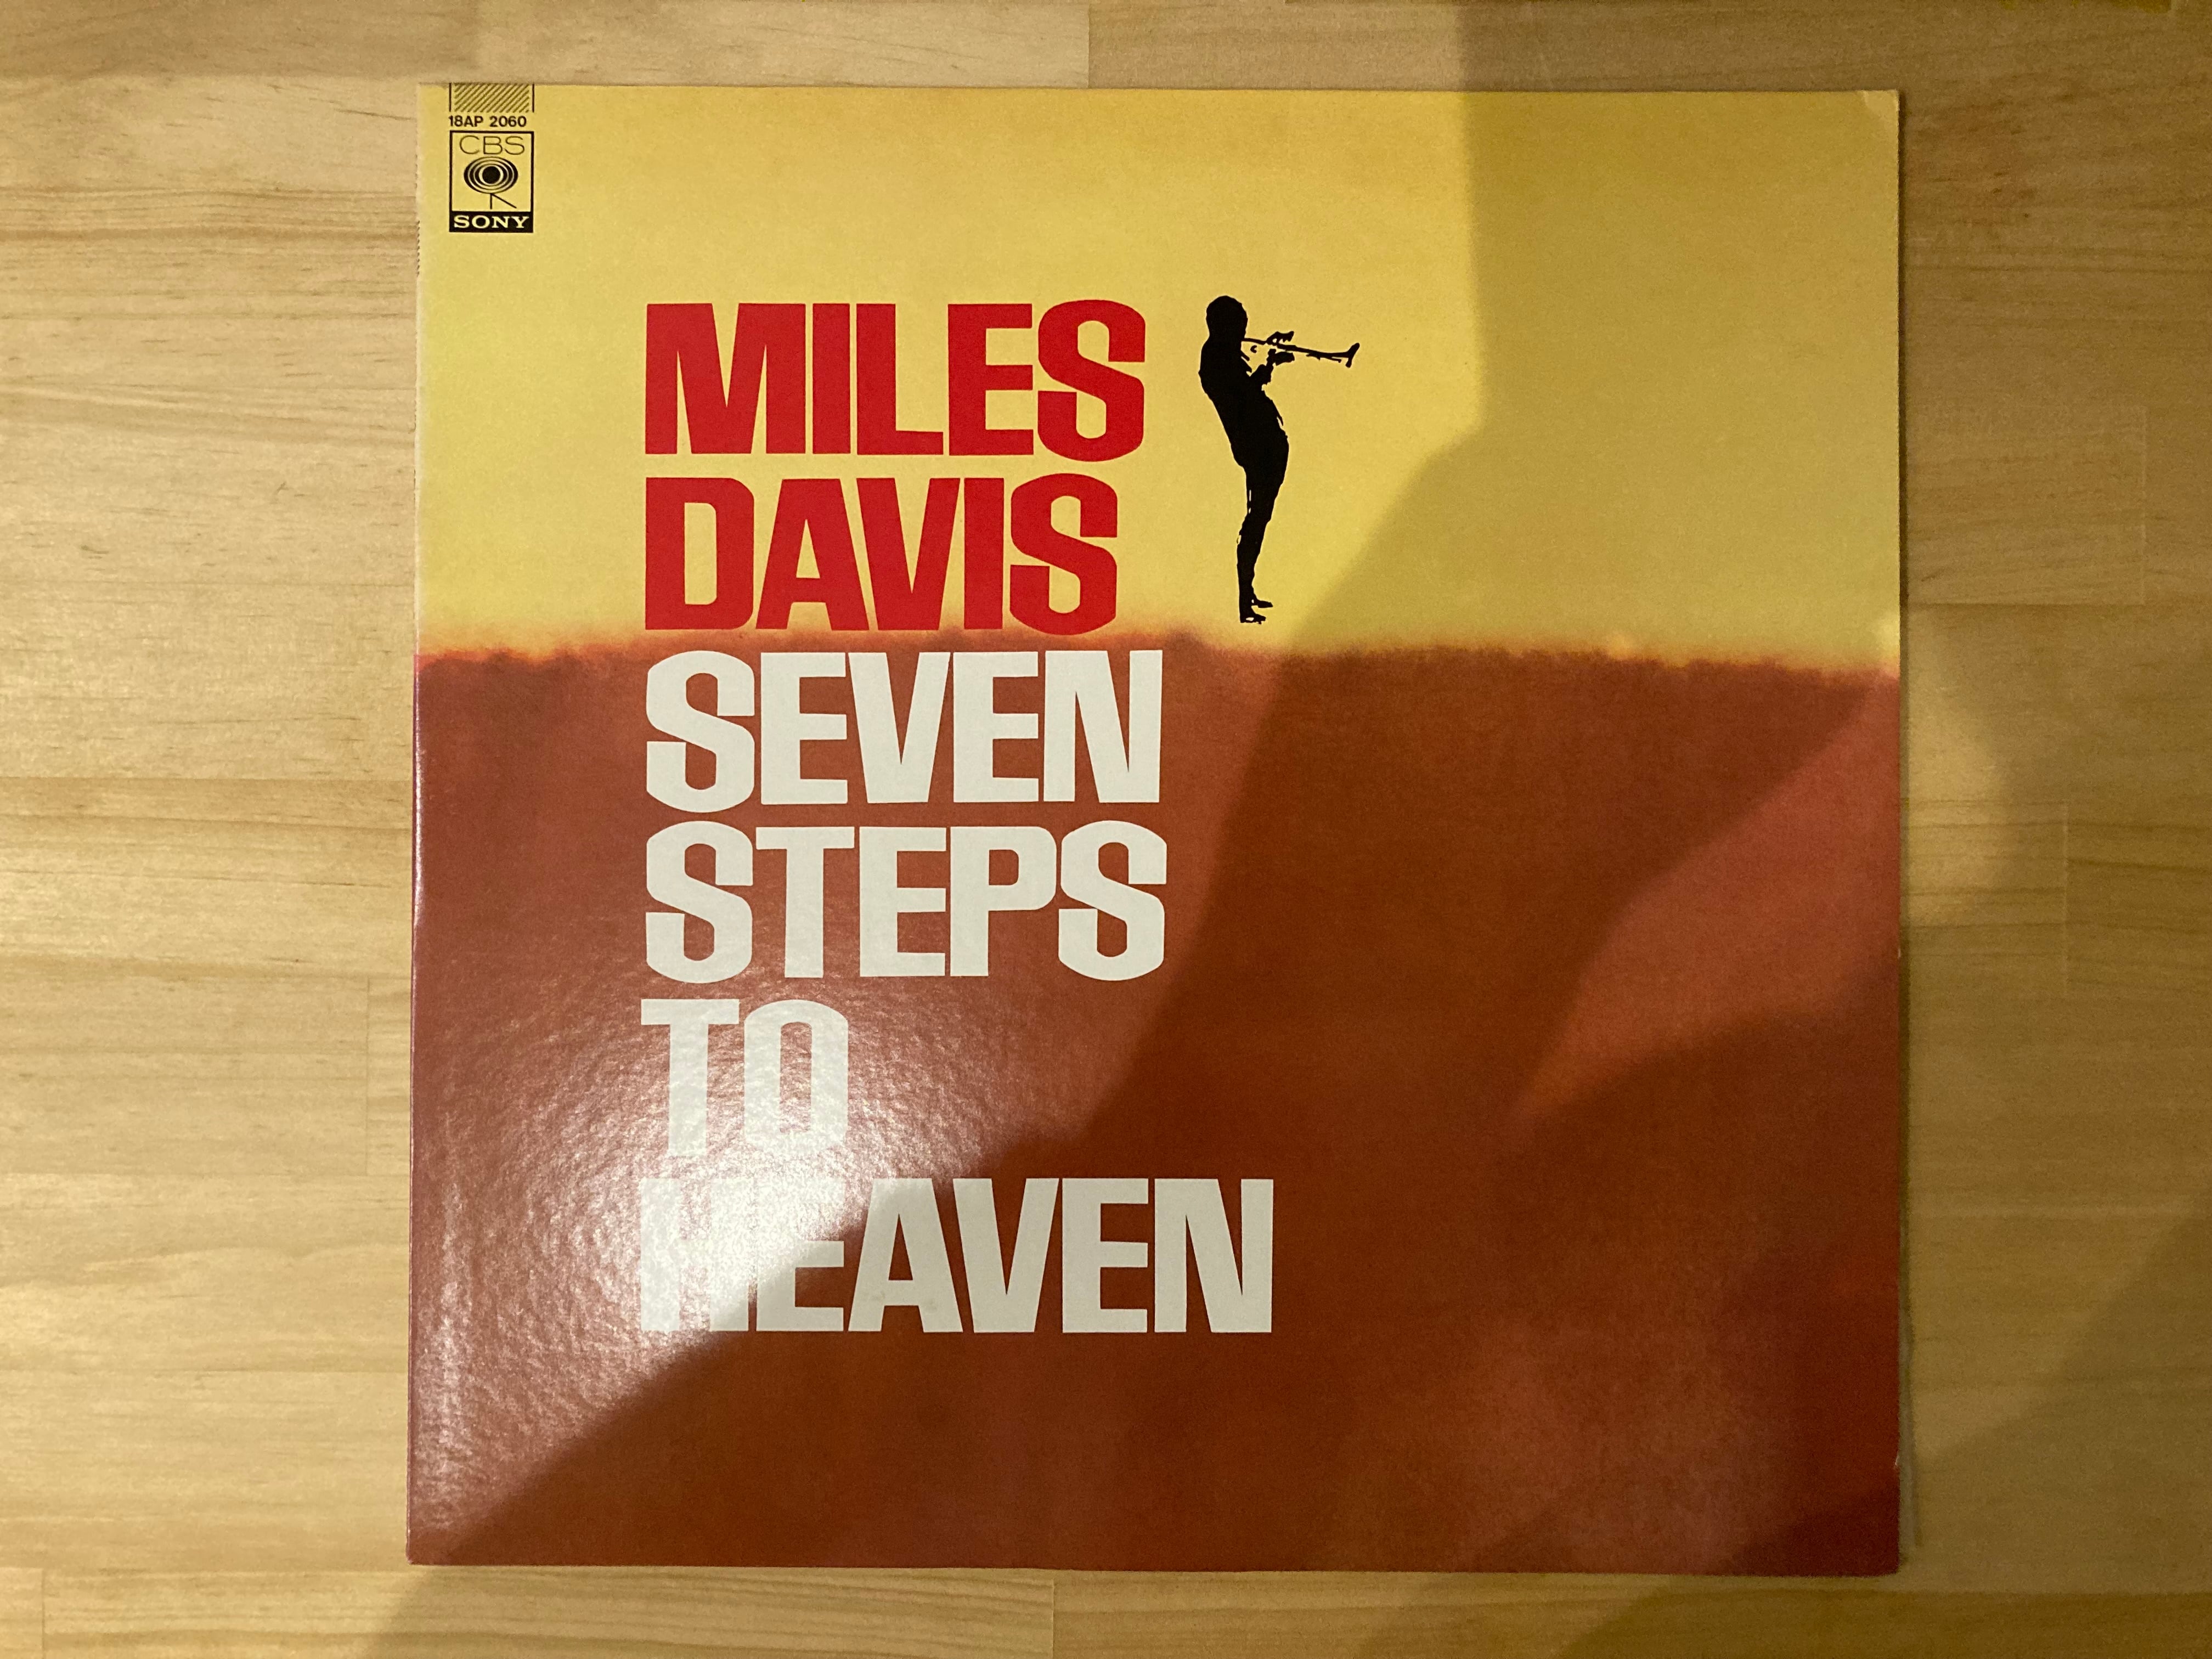 18AP 2060
CBS
SONY
MILES
DAVIS
SEVEN
STEPS
TO
HEAVEN